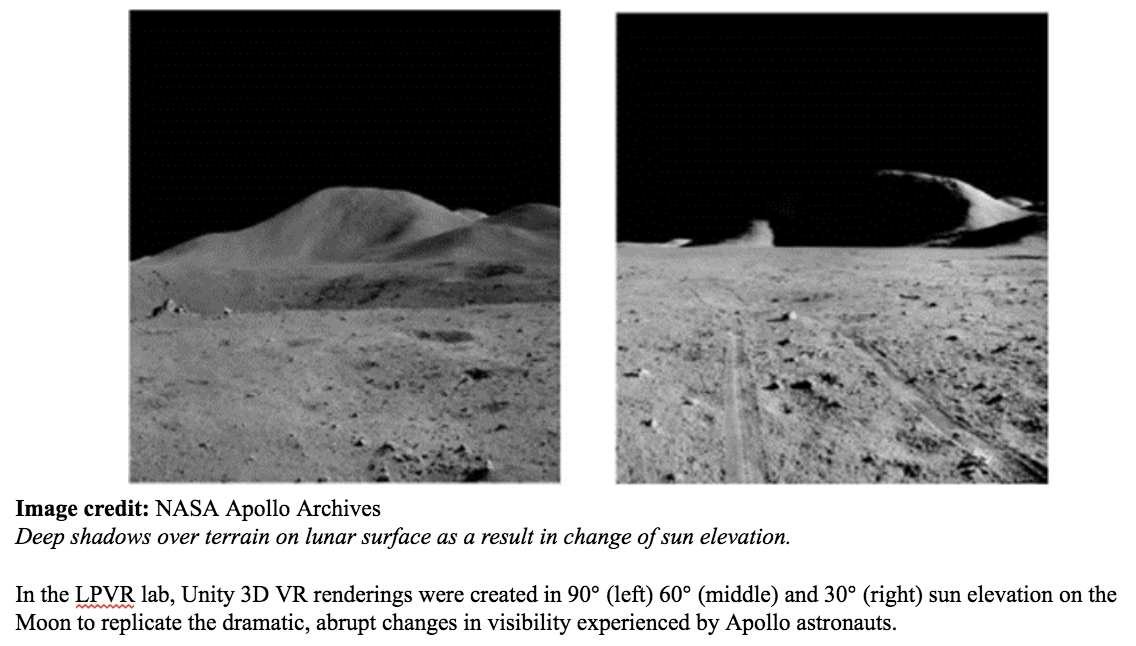 Image credit: NASA Apollo Archives
Deep shadows over terrain on lunar surface as a result in change of sun elevation.
In the LPVR lab, Unity 3D VR renderings were created in 90° (left) 60° (middle) and 30° (right) sun elevation on the
Moon to replicate the dramatic, abrupt changes in visibility experienced by Apollo astronauts.